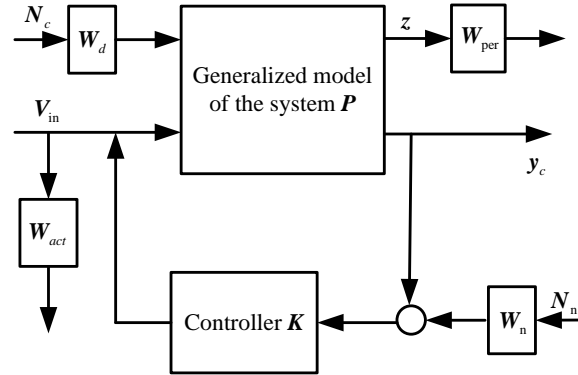 N_c
W_d
Generalized model
of the system P
z
W_per
V_in
y_c
W_act
Controller K
W_n
N_n